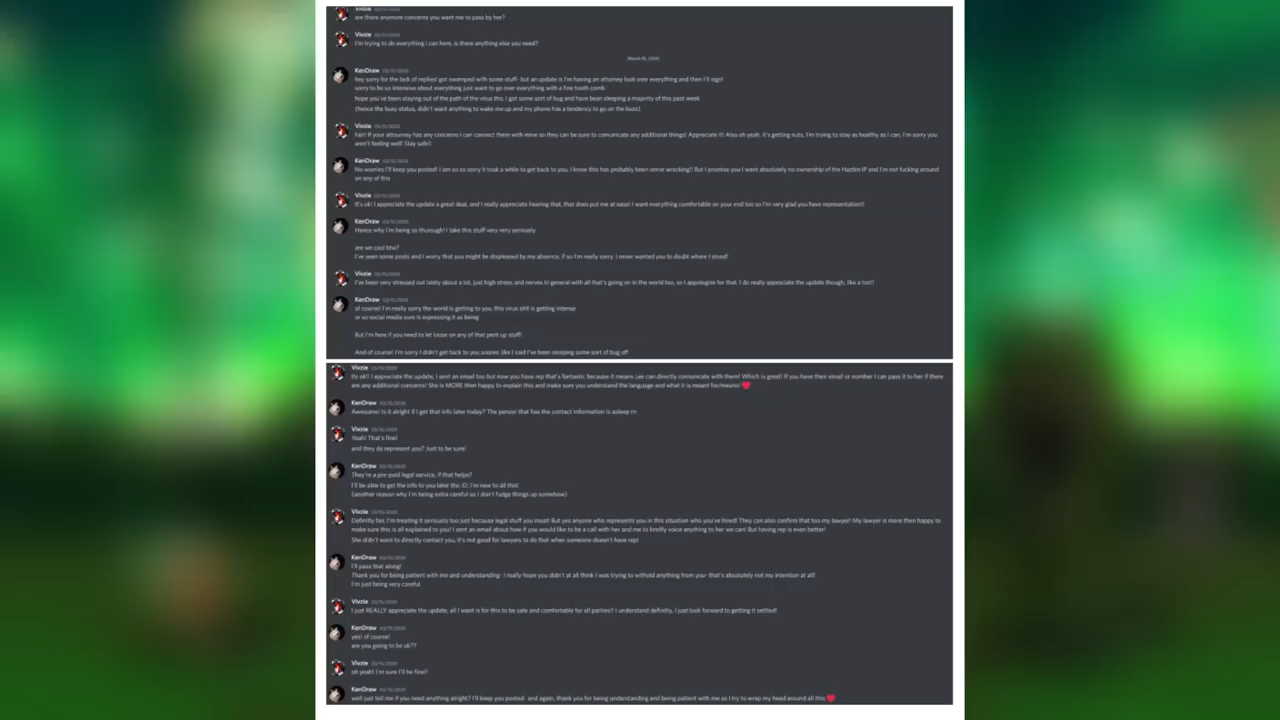 Vivzie
are there anymore concerns you want me to pass by her?
Vivzie 03/15/2020
I'm trying to do everything I can here, is there anything else you need?
March 15, 2020
KenDraw 03/15/2020
hey sorry for the lack of replies! got swamped with some stuff- but an update is I'm having an attorney look over everything and then I'll sign!
sorry to be so intensive about everything just want to go over everything with a fine tooth comb
hope you've been staying out of the path of the virus tho, I got some sort of bug and have been sleeping a majority of this past week
(hence the busy status, didn't want anything to wake me up and my phone has a tendency to go on the buzz)
Vivzie 03/15/2020
Fair! If your attourney has any concerns I can connect them with mine so they can be sure to comunicate any additional things! Appreciate it! Also oh yeah, it's getting nuts, I'm trying to stay as healthy as I can, I'm sorry you
aren't feeling well! Stay safe!!
KenDraw 03/15/2020
No worries I'll keep you posted! I am so so sorry it took a while to get back to you, I know this has probably been nerve wrecking!! But I promise you I want absolutely no ownership of the Hazbin IP and I'm not fucking around
on any of this
Vivzie 03/15/2020
It's ok! I appreciate the update a great deal, and I really appreciate hearing that, that does put me at ease! I want everything comfortable on your end too so I'm very glad you have representation!!
KenDraw 03/15/2020
Hence why I'm being so thurough! I take this stuff very very seriously
are we cool btw?
I've seen some posts and I worry that you might be displeased by my absence, if so I'm really sorry, I never wanted you to doubt where I stood!
Vivzie 03/15/2020
I've been very stressed out lately about a lot, just high stress and nerves in general with all that's going on in the world too, so I appologize for that. I do really appreciate the update though, like a ton!!
KenDraw 03/15/2020
of course! I'm really sorry the world is getting to you, this virus shit is getting intense
or so social media sure is expressing it as being
But I'm here if you need to let loose on any of that pent up stuff!
And of course! I'm sorry I didn't get back to you sooner, like I said I've been sleeping some sort of bug off
Vivzie 03/15/2020
Its ok!! I appreciate the update, I sent an email too but now you have rep that's fantastic because it means Lee can directly comunicate with them! Which is great! If you have their email or number I can pass it to her if there
are any additional concerns! She is MORE then happy to explain this and make sure you understand the language and what it is meant for/means! ❤️
KenDraw 03/15/2020
Awesome! Is it alright if I get that info later today? The person that has the contact information is asleep rn
Vivzie 03/15/2020
Yeah! That's fine!
and they do represent you? Just to be sure!
KenDraw 03/15/2020
They're a pre-paid legal service, if that helps?
I'll be able to get the info to you later tho :D, I'm new to all this!
(another reason why I'm being extra careful so I don't fudge things up somehow)
Vivzie 03/15/2020
Definitly fair, I'm treating it seriously too just because legal stuff you must! But yes anyone who represents you in this situation who you've hired! They can also confirm that too my lawyer! My lawyer is more then happy to
make sure this is all explained to you! I sent an email about how if you would like to be a call with her and me to breifly voice anything to her we can! But having rep is even better!
She didn't want to directly contact you, it's not good for lawyers to do that when someone doesn't have rep!
KenDraw 03/15/2020
I'll pass that along!
Thank you for being patient with me and understanding- I really hope you didn't at all think I was trying to withold anything from you- that's absolutely not my intention at all!
I'm just being very careful
Vivzie 03/15/2020
I just REALLY appreciate the update, all I want is for this to be safe and comfortable for all parties!! I understand definitly, I just look forward to getting it settled!
KenDraw 03/15/2020
yes! of course!
are you going to be ok??
Vivzie 03/15/2020
oh yeah! I'm sure I'll be fine!!
KenDraw 03/15/2020
well just tell me if you need anything alright? I'll keep you posted- and again, thank you for being understanding and being patient with me as I try to wrap my head around all this ❤️